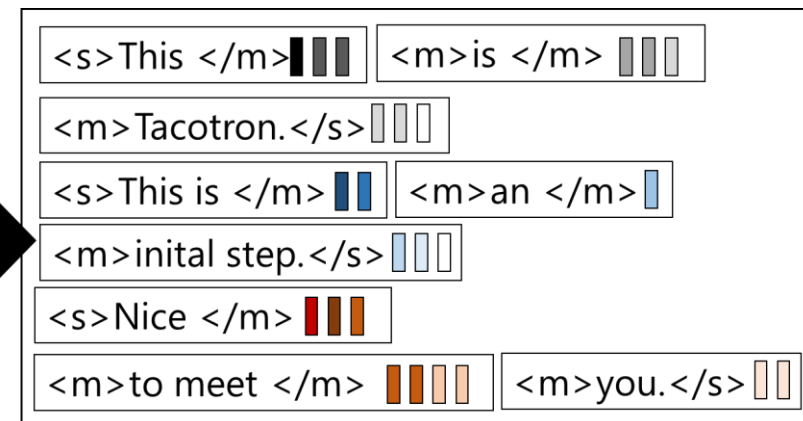 <s>This </m> <m>is </m>
<m>Tacotron.</s>
<s>This is </m> <m>an </m>
<m>inital step.</s>
<s>Nice </m>
<m>to meet </m> <m>you.</s>